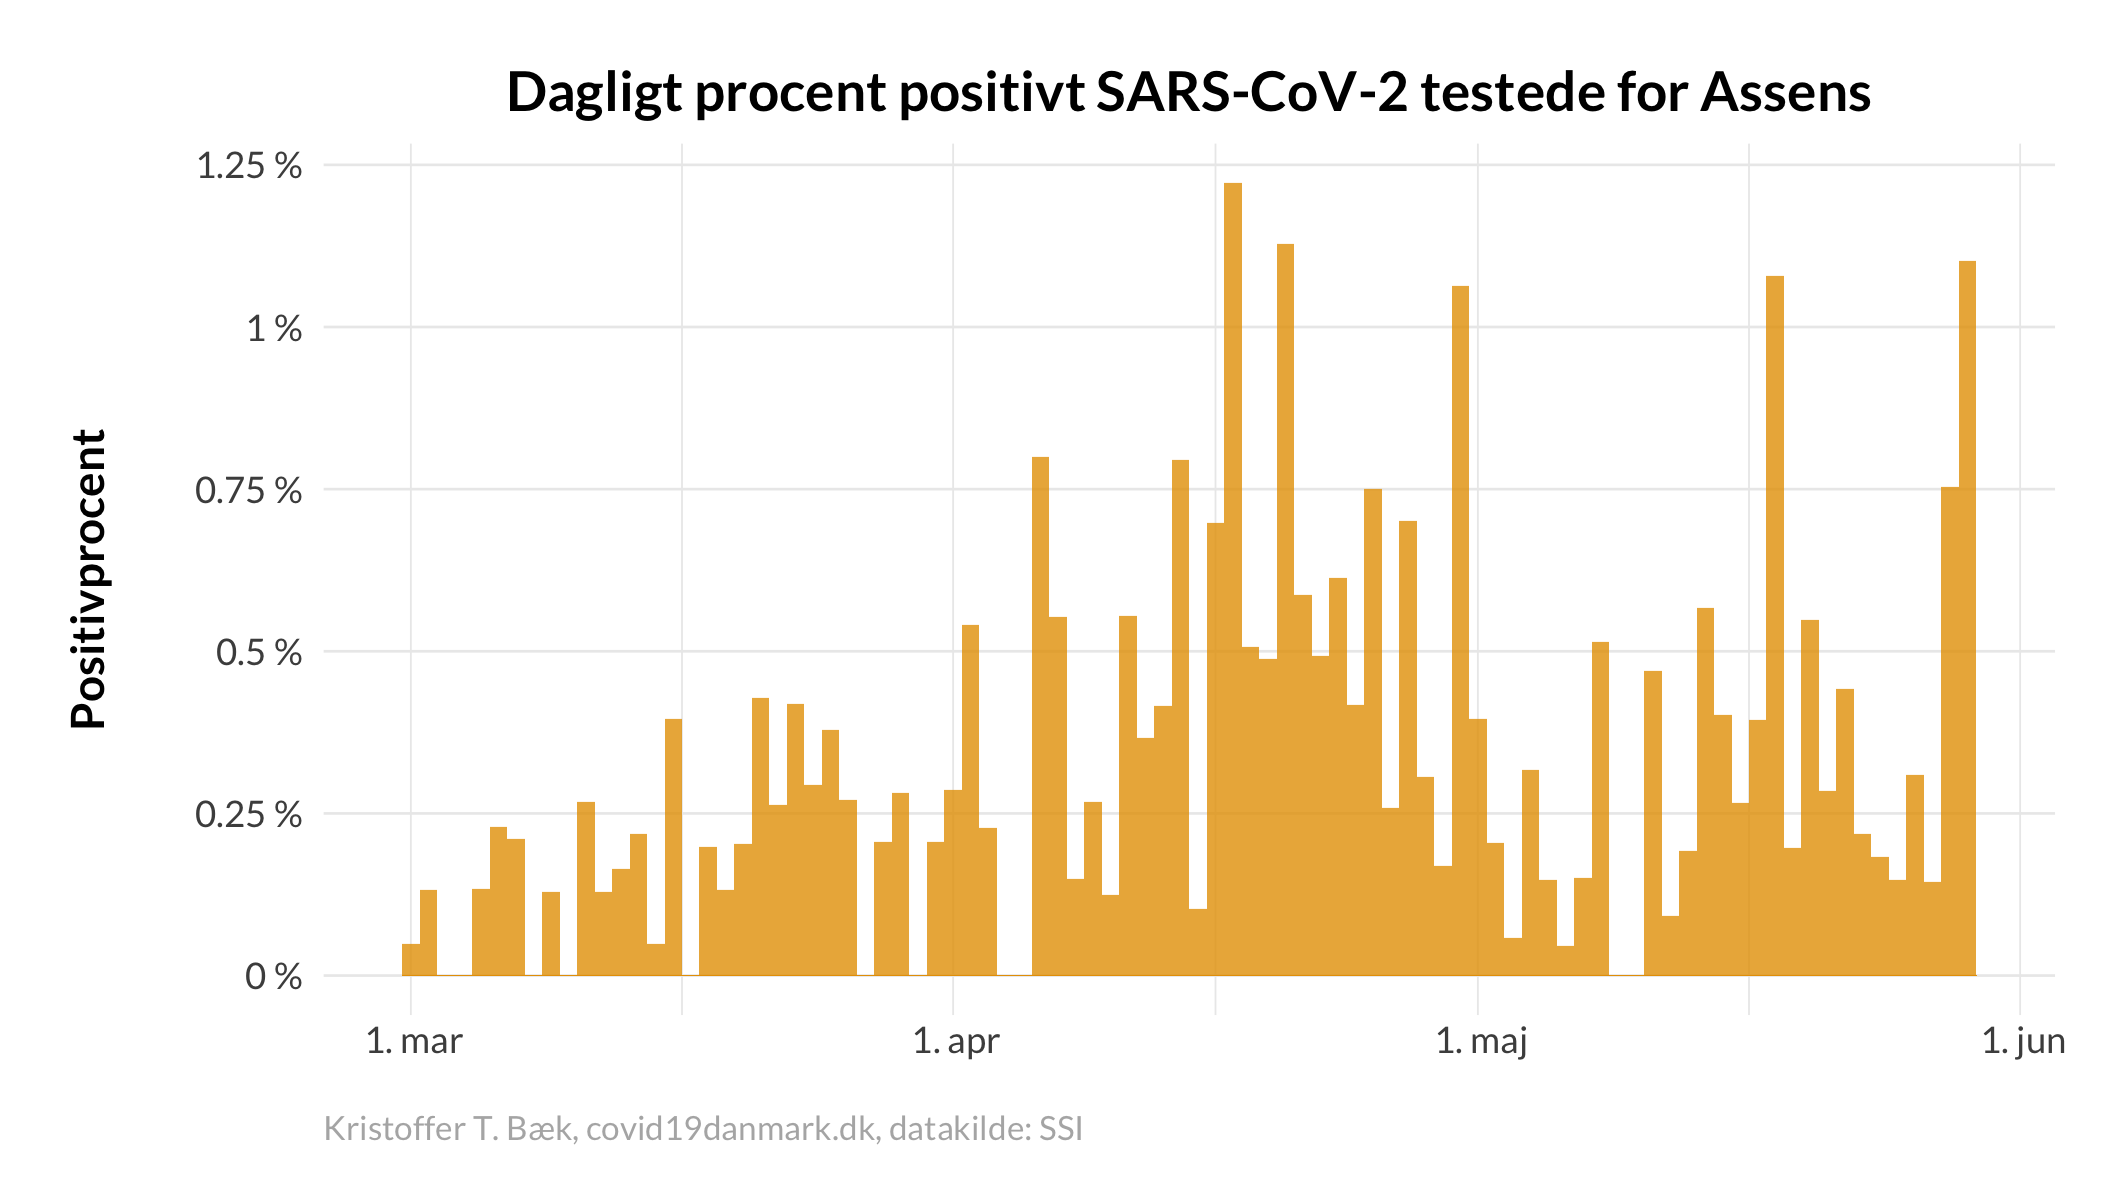 Dagligt procent positivt SARS-CoV-2 testede for Assens
Positivprocent
1.25 %
1 %
0.75 %
0.5 %
0.25 %
0 %
1. mar
1. apr
1. maj
1. jun
Kristoffer T. Bæk, covid19danmark.dk, datakilde: SSI